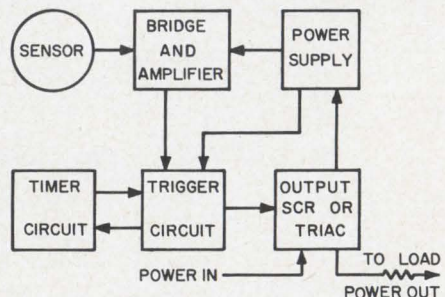 SENSOR
BRIDGE
AND
AMPLIFIER
POWER
SUPPLY
TIMER
CIRCUIT
TRIGGER
CIRCUIT
OUTPUT
SCR OR
TRIAC
POWER IN
TO LOAD
POWER OUT